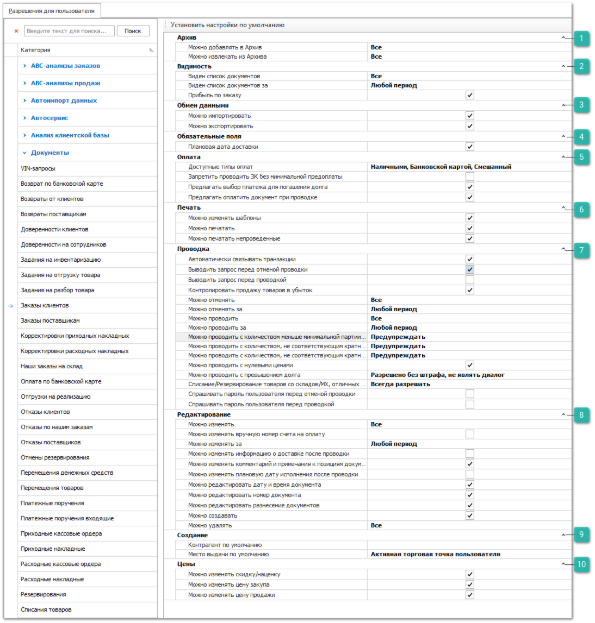 Разрешения для пользователя
Введите текст для поиска...
Поиск
Категория
ABC-анализы заказов
ABC-анализы продаж
Автоимпорт данных
Автосервис
Анализ клиентской базы
Документы
VIN-запросы
Возврат по банковской карте
Возвраты от клиентов
Возвраты поставщикам
Доверенности клиентов
Доверенности на сотрудников
Задания на инвентаризацию
Задания на отгрузку товара
Задания на разбор товара
Заказы клиентов
Заказы поставщикам
Корректировки приходных накладных
Корректировки расходных накладных
Наши заказы на склад
Оплата по банковской карте
Отгрузки на реализацию
Отказы клиентов
Отказы по нашим заказам
Отказы поставщиков
Отмены резервирования
Перемещения денежных средств
Перемещения товаров
Платежные поручения
Платежные поручения входящие
Приходные кассовые ордера
Приходные накладные
Расходные кассовые ордера
Расходные накладные
Резервирования
Списания товаров
Установить настройки по умолчанию
Архив
1
Можно добавлять в Архив Все
Можно извлекать из Архива Все
Видимость
2
Виден список документов Все
Виден список документов за Любой период
Прибыль по заказу
Обмен данными
3
Можно импортировать
Можно экспортировать
Обязательные поля
4
Плановая дата доставки
Оплата
5
Доступные типы оплат Наличными, Банковской картой, Смешанный
Запретить проводить ЗК без минимальной предоплаты
Предлагать выбор платежа для погашения долга
Предлагать оплатить документ при проводке
Печать
6
Можно изменять шаблоны
Можно печатать
Можно печатать непроведенные
Проводка
7
Автоматически связывать транзакции
Выводить запрос перед отменой проводки
Выводить запрос перед проводкой
Контролировать продажу товаров в убыток
Можно отменять Все
Можно отменять за Любой период
Можно проводить Все
Можно проводить за Любой период
Можно проводить с количеством меньше минимальной партии... Предупреждать
Можно проводить с количеством, не соответствующим кратн... Предупреждать
Можно проводить с количеством, не соответствующим кратн... Предупреждать
Можно проводить с нулевыми ценами
Можно проводить с превышением долга Разрешено без штрафа, не являть диалог
Списание/Резервирование товаров со складов/МХ, отличных ... Всегда разрешать
Спрашивать пароль пользователя перед отменой проводки
Спрашивать пароль пользователя перед проводкой
Редактирование
8
Можно изменять Все
Можно изменять вручную номер счета на оплату
Можно изменять за Любой период
Можно изменять информацию о доставке после проводки
Можно изменять комментарий и примечания к позициям докум...
Можно изменять плановую дату исполнения после проводки
Можно редактировать дату и время документа
Можно редактировать номер документа
Можно редактировать разнесение документов
Можно создавать
Можно удалять Все
Создание
9
Контрагент по умолчанию
Место выдачи по умолчанию Активная торговая точка пользователя
Цены
10
Можно изменять скидку/наценку
Можно изменять цену закупа
Можно изменять цену продажи